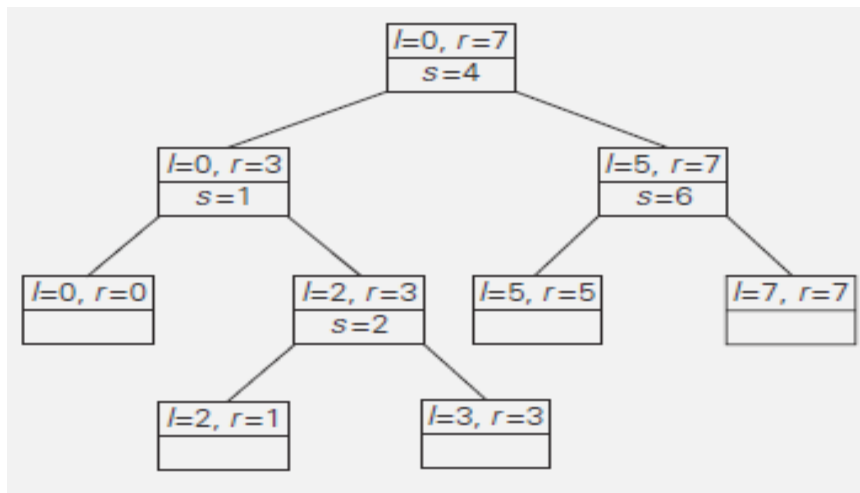 l=0, r=7
s=4
l=0, r=3
s=1
l=5, r=7
s=6
l=0, r=0
l=2, r=3
s=2
l=5, r=5
l=7, r=7
l=2, r=1
l=3, r=3